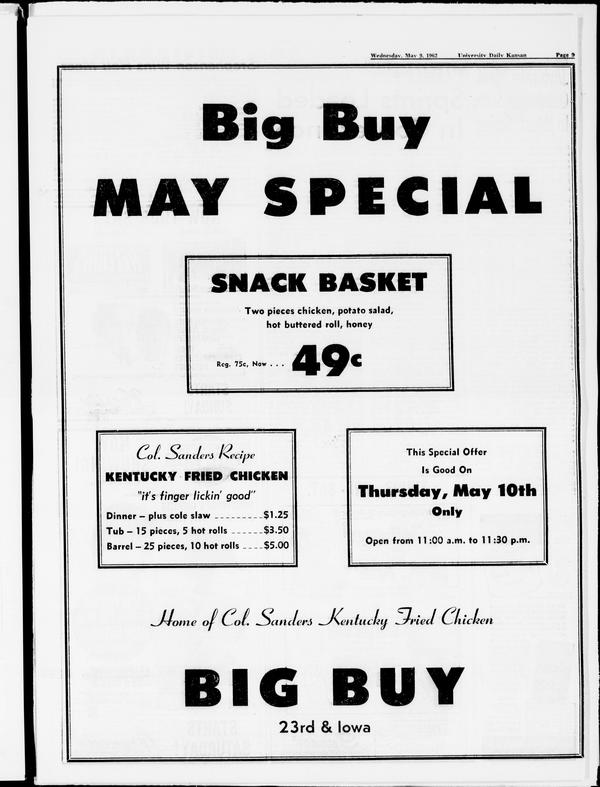 Wednesday, May 9, 1962 University Daily Kansan Page 9
Big Buy
MAY SPECIAL
SNACK BASKET
Two pieces chicken, potato salad,
hot buttered roll, honey
Reg. 75c, Now . . . 49c
Col. Sanders Recipe
KENTUCKY FRIED CHICKEN
"it's finger lickin' good"
Dinner – plus cole slaw _________$1.25
Tub – 15 pieces, 5 hot rolls ______$3.50
Barrel – 25 pieces, 10 hot rolls ____$5.00
This Special Offer
Is Good On
Thursday, May 10th
Only
Open from 11:00 a.m. to 11:30 p.m.
Home of Col. Sanders Kentucky Fried Chicken
BIG BUY
23rd & Iowa